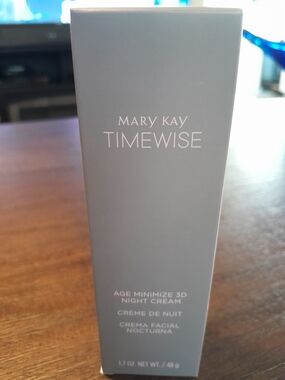 MARY KAY
TIMEWISE
AGE MINIMIZE 3D
NIGHT CREAM
CRÈME DE NUIT
CREMA FACIAL
NOCTURNA
1.7 OZ. NET WT. / 48 g